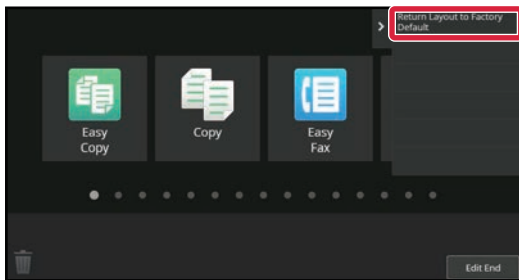 Return Layout to Factory
Default
Easy
Copy
Copy
Easy
Fax
Edit End